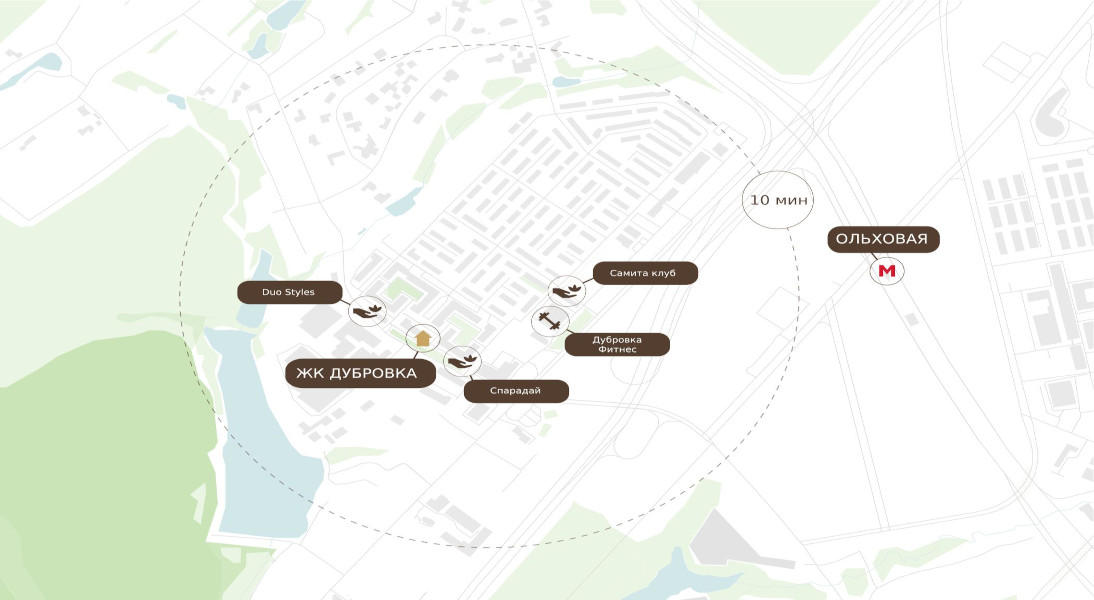 10 мин
ОЛЬХОВАЯ
М
Самита клуб
Duo Styles
Дубровка
Фитнес
ЖК ДУБРОВКА
Спарадай